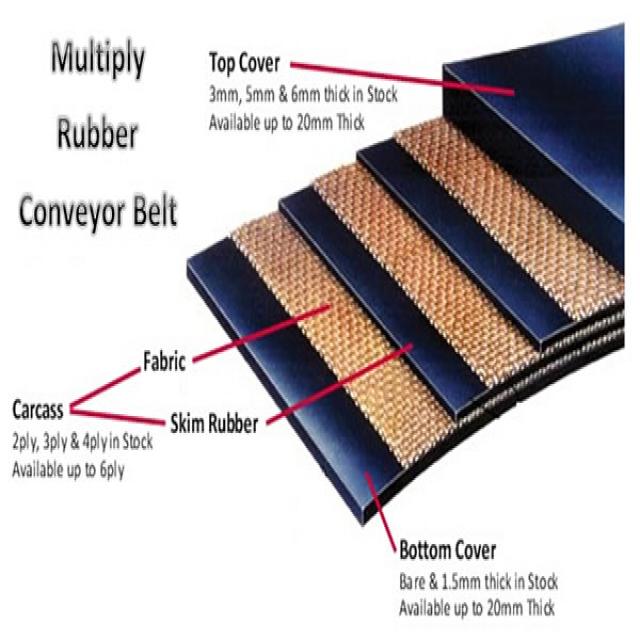 Multiply
Rubber
Conveyor Belt
Top Cover
3mm, 5mm & 6mm thick in Stock
Available up to 20mm Thick
Fabric
Carcass
2ply, 3ply & 4ply in Stock
Available up to 6ply
Skim Rubber
Bottom Cover
Bare & 1.5mm thick in Stock
Available up to 20mm Thick